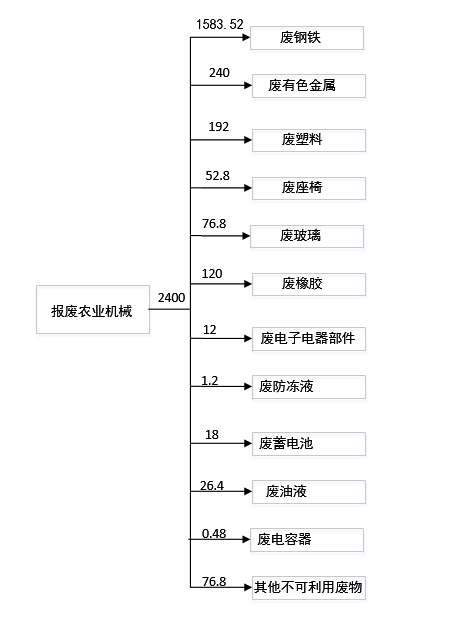 1583.52
废钢铁
240
废有色金属
192
废塑料
52.8
废座椅
76.8
废玻璃
120
废橡胶
报废农业机械
2400
12
废电子电器部件
1.2
废防冻液
18
废蓄电池
26.4
废油液
0.48
废电容器
76.8
其他不可利用废物